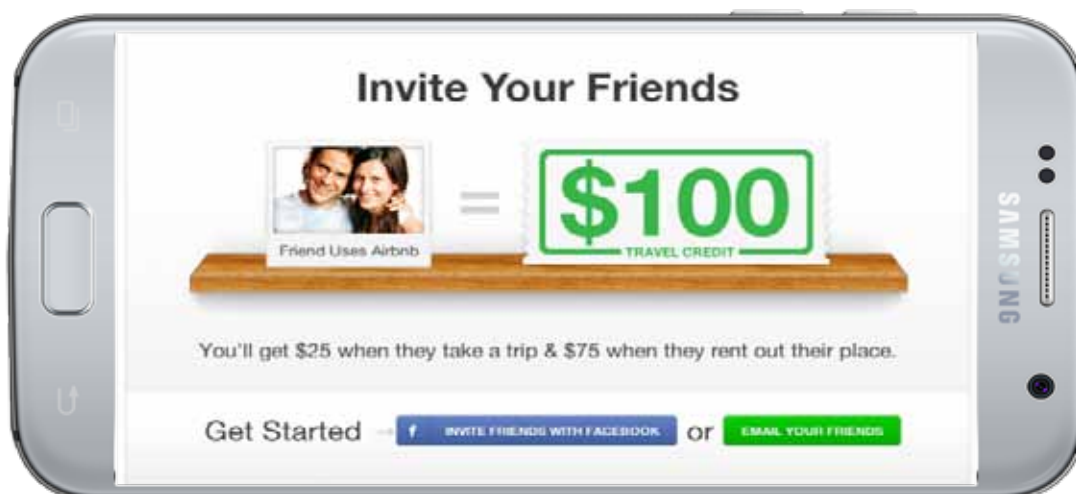 Invite Your Friends
Friend Uses Airbnb
=
$100
TRAVEL CREDIT
You'll get $25 when they take a trip & $75 when they rent out their place.
Get Started
f INVITE FRIENDS WITH FACEBOOK
or
EMAIL YOUR FRIENDS
SAMSUNG